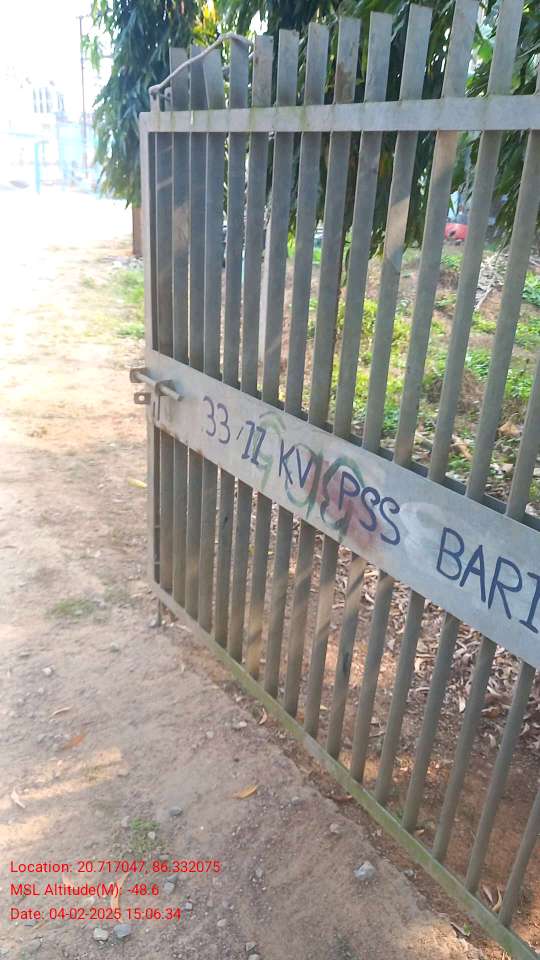 33/11 KV PSS BARI
Location: 20.717047, 86.332075
MSL Altitude(M): -48.6
Date: 04-02-2025 15:06:34